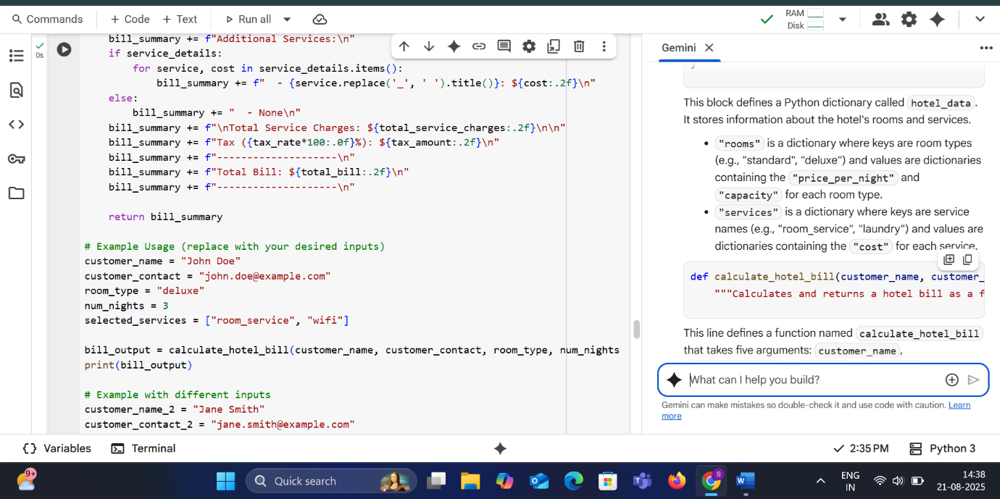 Commands + Code + Text Run all
RAM
Disk
0s
bill_summary += f"Additional Services:\n"
if service_details:
for service, cost in service_details.items():
bill_summary += f"  - {service.replace('_', ' ').title()}: ${cost:.2f}\n"
else:
bill_summary += "  - None\n"
bill_summary += f"\nTotal Service Charges: ${total_service_charges:.2f}\n\n"
bill_summary += f"Tax ({tax_rate*100:.0f}%): ${tax_amount:.2f}\n"
bill_summary += f"--------------------\n"
bill_summary += f"Total Bill: ${total_bill:.2f}\n"
bill_summary += f"--------------------\n"
return bill_summary
# Example Usage (replace with your desired inputs)
customer_name = "John Doe"
customer_contact = "john.doe@example.com"
room_type = "deluxe"
num_nights = 3
selected_services = ["room_service", "wifi"]
bill_output = calculate_hotel_bill(customer_name, customer_contact, room_type, num_nights
print(bill_output)
# Example with different inputs
customer_name_2 = "Jane Smith"
customer_contact_2 = "jane.smith@example.com"
Gemini
This block defines a Python dictionary called hotel_data.
It stores information about the hotel's rooms and services.
• "rooms" is a dictionary where keys are room types
(e.g., "standard", "deluxe") and values are dictionaries
containing the "price_per_night" and
"capacity" for each room type.
• "services" is a dictionary where keys are service
names (e.g., "room_service", "laundry") and values are
dictionaries containing the "cost" for each service.
def calculate_hotel_bill(customer_name, customer_
"""Calculates and returns a hotel bill as a f
This line defines a function named calculate_hotel_bill
that takes five arguments: customer_name,
What can I help you build?
Gemini can make mistakes so double-check it and use code with caution. Learn
more
Variables Terminal
2:35 PM Python 3
9+
Quick search
S
ENG
IN
14:38
21-08-2025